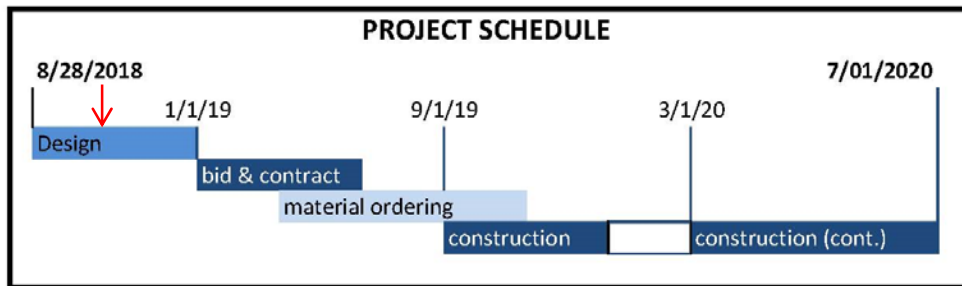 PROJECT SCHEDULE
8/28/2018
7/01/2020
1/1/19
9/1/19
3/1/20
Design
bid & contract
material ordering
construction
construction (cont.)